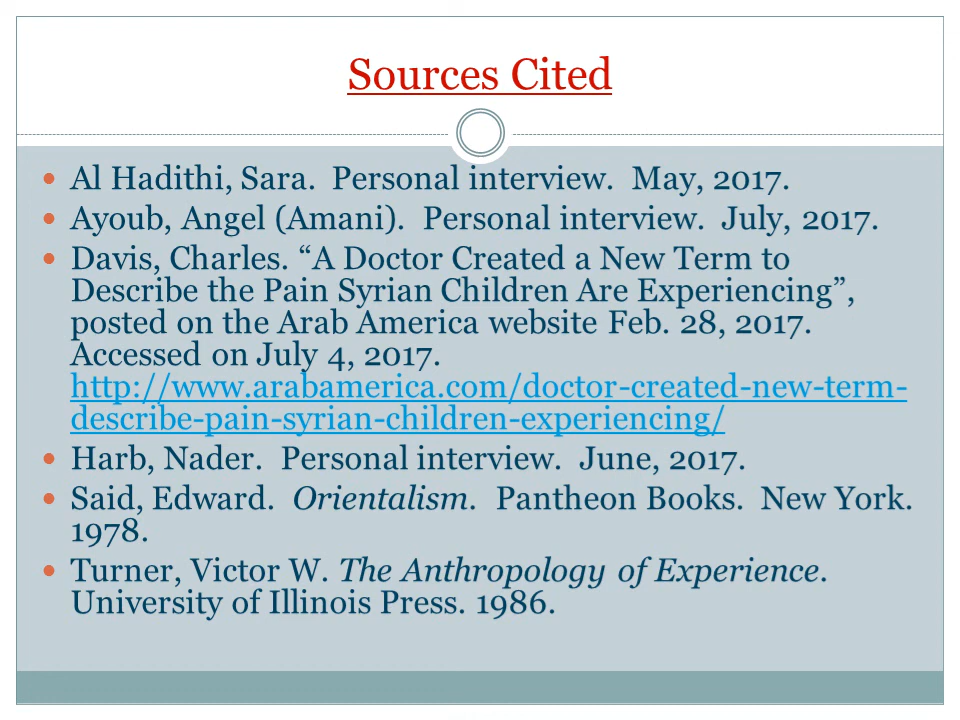 Sources Cited
Al Hadithi, Sara.  Personal interview.  May, 2017.
Ayoub, Angel (Amani).  Personal interview.  July, 2017.
Davis, Charles. “A Doctor Created a New Term to
Describe the Pain Syrian Children Are Experiencing”,
posted on the Arab America website Feb. 28, 2017.
Accessed on July 4, 2017.
http://www.arabamerica.com/doctor-created-new-term-
describe-pain-syrian-children-experiencing/
Harb, Nader.  Personal interview.  June, 2017.
Said, Edward.  Orientalism.  Pantheon Books.  New York.
1978.
Turner, Victor W. The Anthropology of Experience.
University of Illinois Press. 1986.